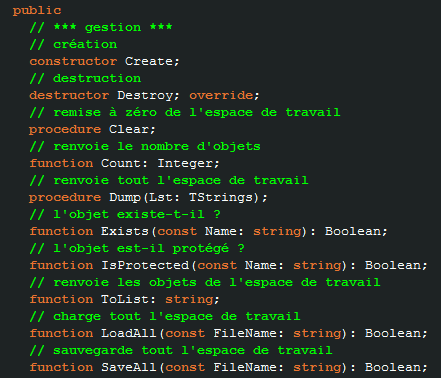 public
// *** gestion ***
// création
constructor Create;
// destruction
destructor Destroy; override;
// remise à zéro de l'espace de travail
procedure Clear;
// renvoie le nombre d'objets
function Count: Integer;
// renvoie tout l'espace de travail
procedure Dump(Lst: TStrings);
// l'objet existe-t-il ?
function Exists(const Name: string): Boolean;
// l'objet est-il protégé ?
function IsProtected(const Name: string): Boolean;
// renvoie les objets de l'espace de travail
function ToList: string;
// charge tout l'espace de travail
function LoadAll(const FileName: string): Boolean;
// sauvegarde tout l'espace de travail
function SaveAll(const FileName: string): Boolean;